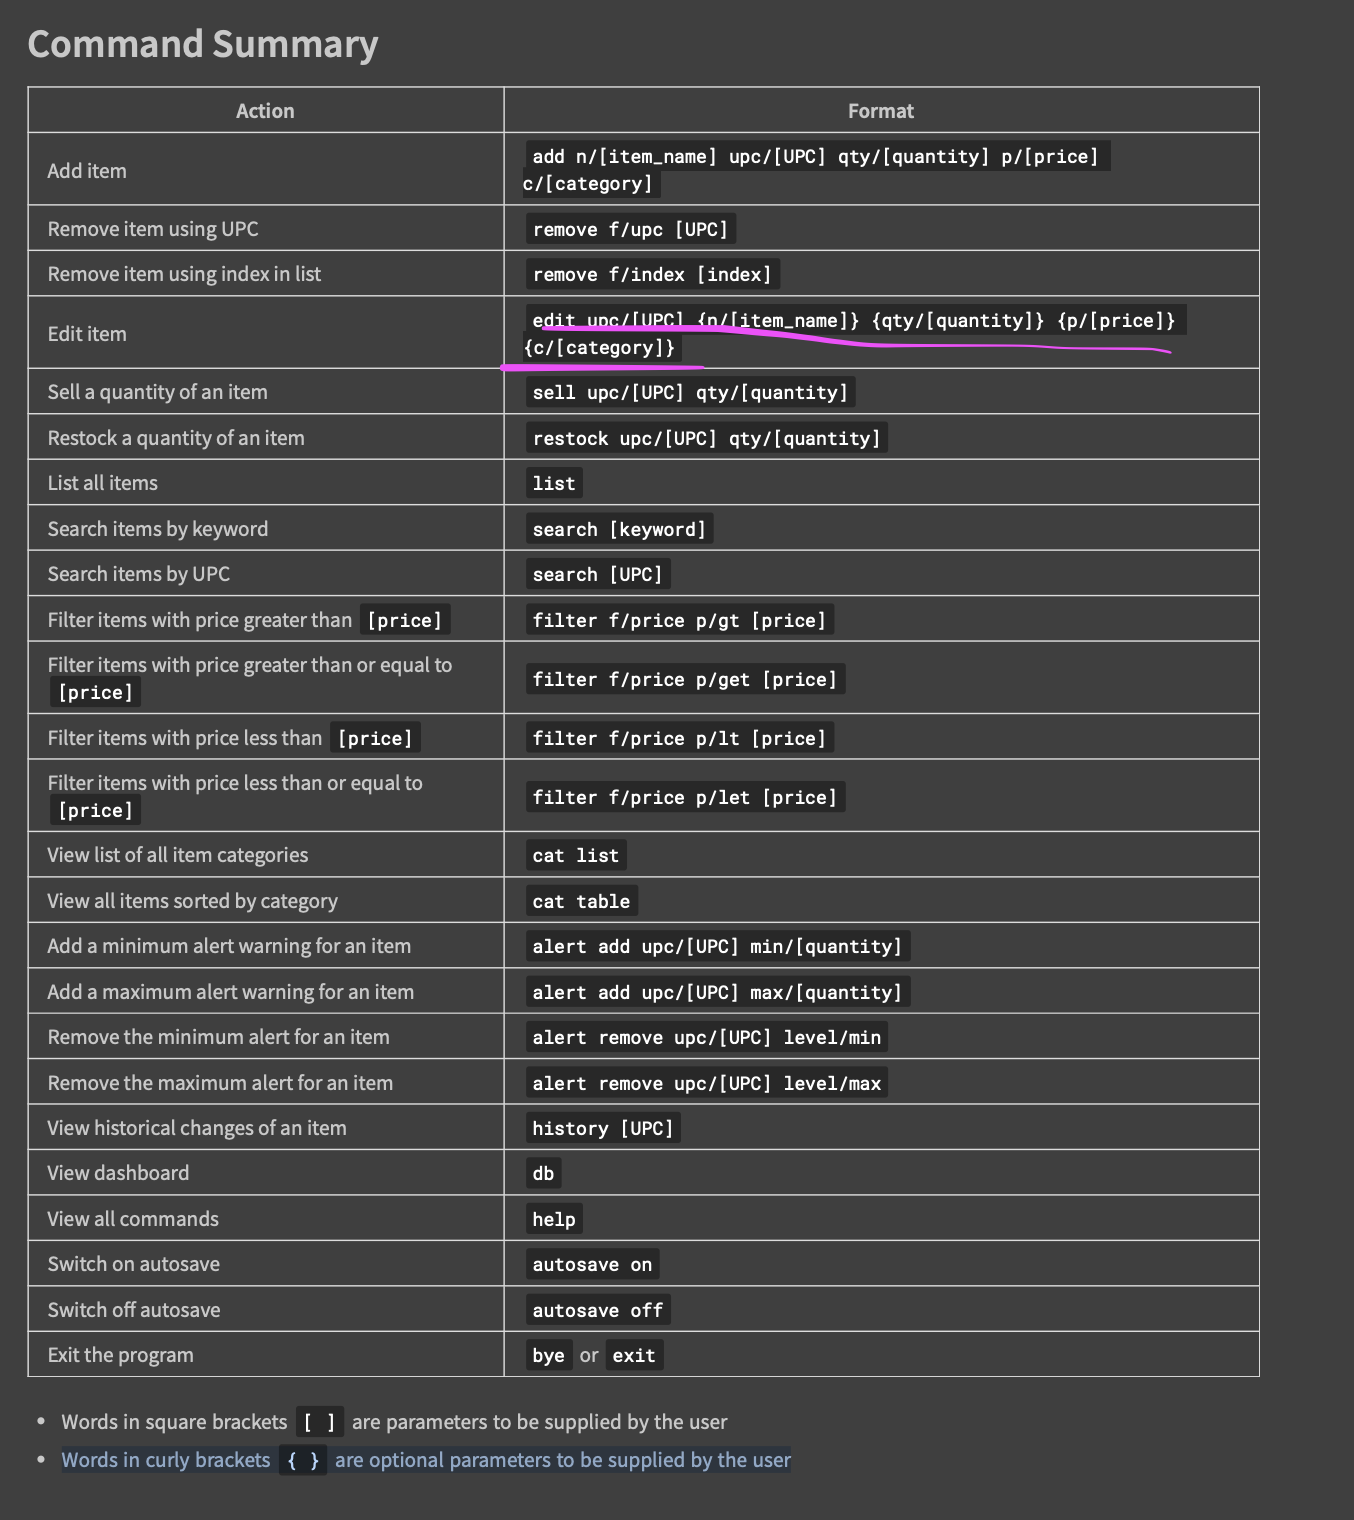 Command Summary
Action
Format
Add item
add n/[item_name] upc/[UPC] qty/[quantity] p/[price]
c/[category]
Remove item using UPC
remove f/upc [UPC]
Remove item using index in list
remove f/index [index]
Edit item
edit upc/[UPC] {n/[item_name]} {qty/[quantity]} {p/[price]}
{c/[category]}
Sell a quantity of an item
sell upc/[UPC] qty/[quantity]
Restock a quantity of an item
restock upc/[UPC] qty/[quantity]
List all items
list
Search items by keyword
search [keyword]
Search items by UPC
search [UPC]
Filter items with price greater than [price]
filter f/price p/gt [price]
Filter items with price greater than or equal to
[price]
filter f/price p/get [price]
Filter items with price less than [price]
filter f/price p/lt [price]
Filter items with price less than or equal to
[price]
filter f/price p/let [price]
View list of all item categories
cat list
View all items sorted by category
cat table
Add a minimum alert warning for an item
alert add upc/[UPC] min/[quantity]
Add a maximum alert warning for an item
alert add upc/[UPC] max/[quantity]
Remove the minimum alert for an item
alert remove upc/[UPC] level/min
Remove the maximum alert for an item
alert remove upc/[UPC] level/max
View historical changes of an item
history [UPC]
View dashboard
db
View all commands
help
Switch on autosave
autosave on
Switch off autosave
autosave off
Exit the program
bye or exit
• Words in square brackets [ ] are parameters to be supplied by the user
• Words in curly brackets { } are optional parameters to be supplied by the user